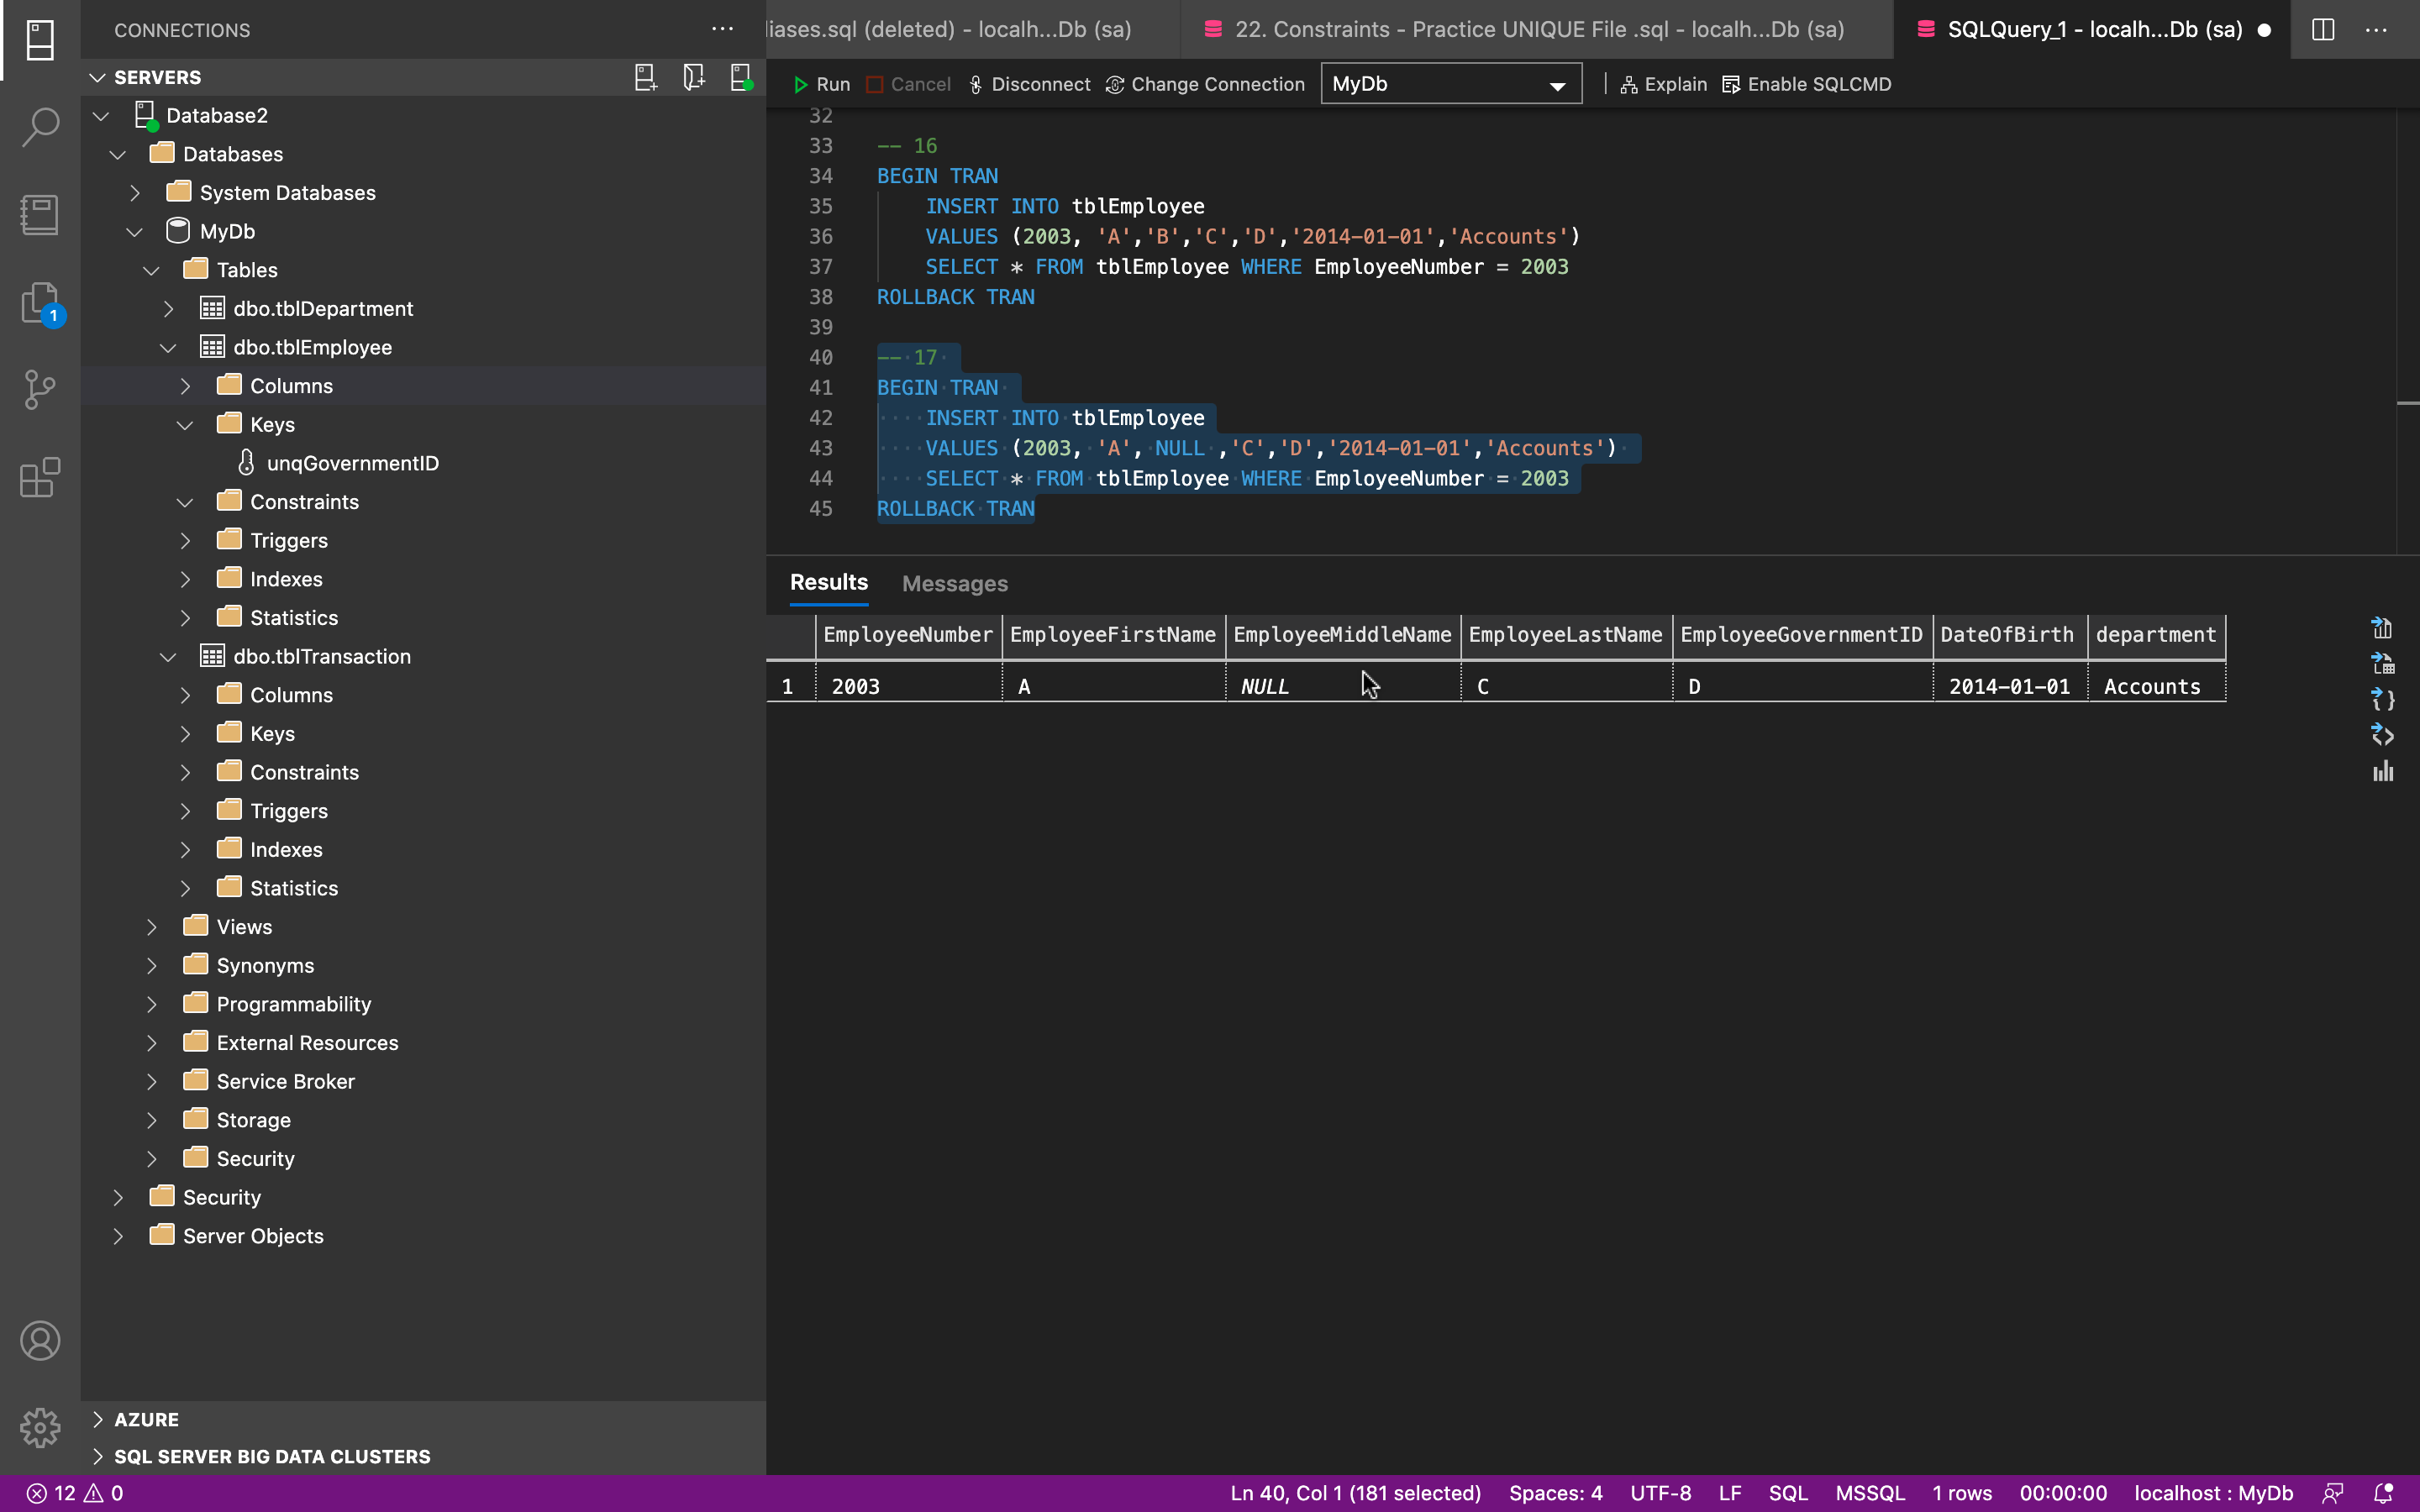 CONNECTIONS
SERVERS
Database2
Databases
System Databases
MyDb
Tables
dbo.tblDepartment
dbo.tblEmployee
Columns
Keys
unqGovernmentID
Constraints
Triggers
Indexes
Statistics
dbo.tblTransaction
Columns
Keys
Constraints
Triggers
Indexes
Statistics
Views
Synonyms
Programmability
External Resources
Service Broker
Storage
Security
Security
Server Objects
AZURE
SQL SERVER BIG DATA CLUSTERS
1
liases.sql (deleted) - localh...Db (sa)
22. Constraints - Practice UNIQUE File .sql - localh...Db (sa)
SQLQuery_1 - localh...Db (sa)
Run Cancel Disconnect Change Connection MyDb Explain Enable SQLCMD
32
33 -- 16
34 BEGIN TRAN
35 INSERT INTO tblEmployee
36 VALUES (2003, 'A','B','C','D','2014-01-01','Accounts')
37 SELECT * FROM tblEmployee WHERE EmployeeNumber = 2003
38 ROLLBACK TRAN
39
40 -- 17
41 BEGIN TRAN
42 INSERT INTO tblEmployee
43 VALUES (2003, 'A', NULL ,'C','D','2014-01-01','Accounts')
44 SELECT * FROM tblEmployee WHERE EmployeeNumber = 2003
45 ROLLBACK TRAN
Results Messages
EmployeeNumber EmployeeFirstName EmployeeMiddleName EmployeeLastName EmployeeGovernmentID DateOfBirth department
1 2003 A NULL C D 2014-01-01 Accounts
12 0 Ln 40, Col 1 (181 selected) Spaces: 4 UTF-8 LF SQL MSSQL 1 rows 00:00:00 localhost : MyDb